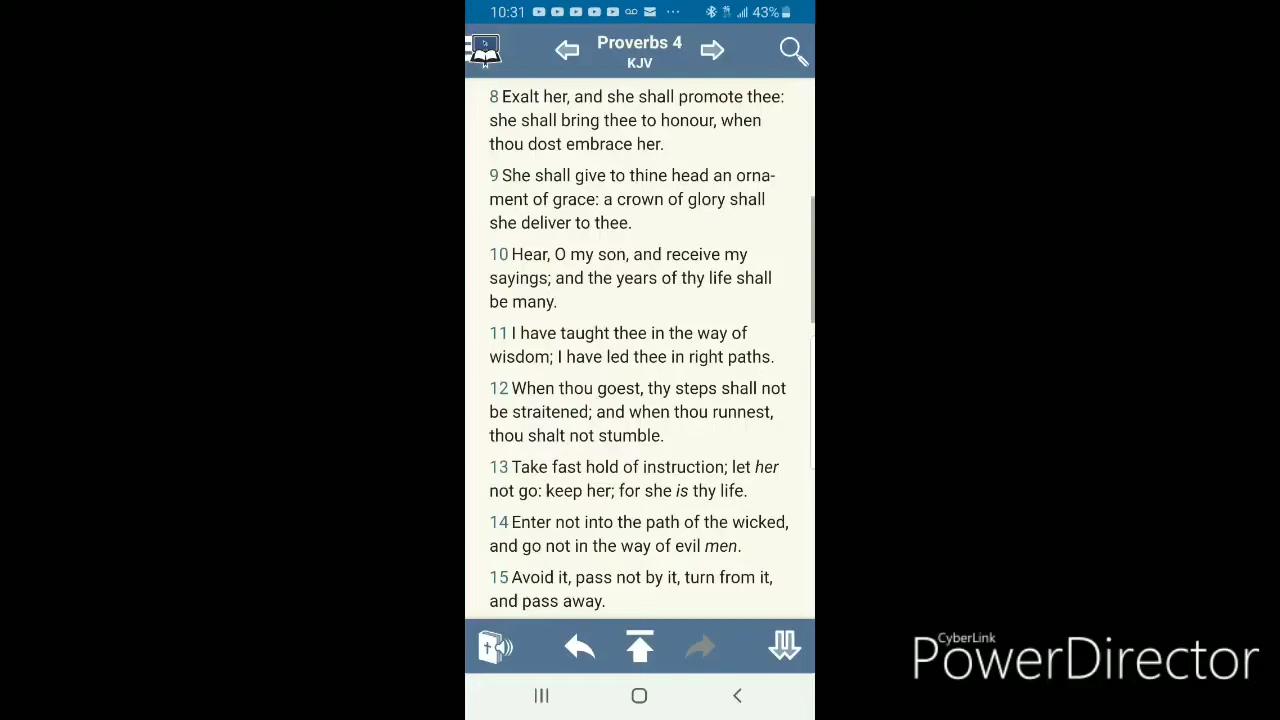 10:31
43%
Proverbs 4
KJV
8 Exalt her, and she shall promote thee:
she shall bring thee to honour, when
thou dost embrace her.
9 She shall give to thine head an orna-
ment of grace: a crown of glory shall
she deliver to thee.
10 Hear, O my son, and receive my
sayings; and the years of thy life shall
be many.
11 I have taught thee in the way of
wisdom; I have led thee in right paths.
12 When thou goest, thy steps shall not
be straitened; and when thou runnest,
thou shalt not stumble.
13 Take fast hold of instruction; let her
not go: keep her; for she is thy life.
14 Enter not into the path of the wicked,
and go not in the way of evil men.
15 Avoid it, pass not by it, turn from it,
and pass away.
CyberLink
PowerDirector